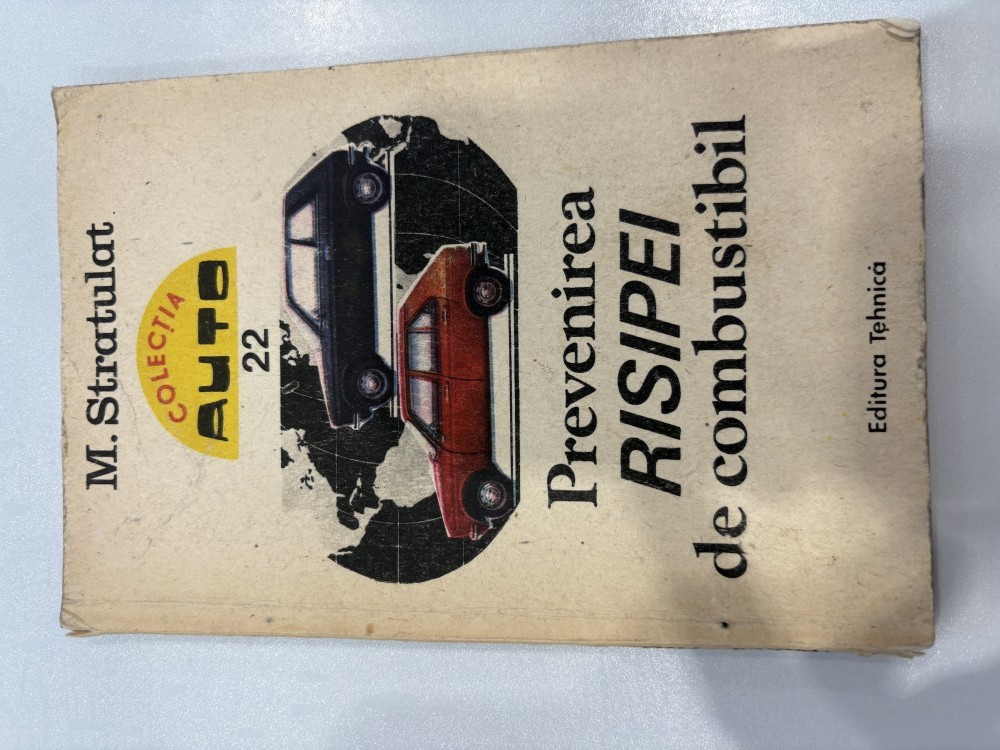 M. Stratulat
COLECȚIA
AUTO
22
Prevenirea
RISIPEI
de combustibil
Editura Tehnică